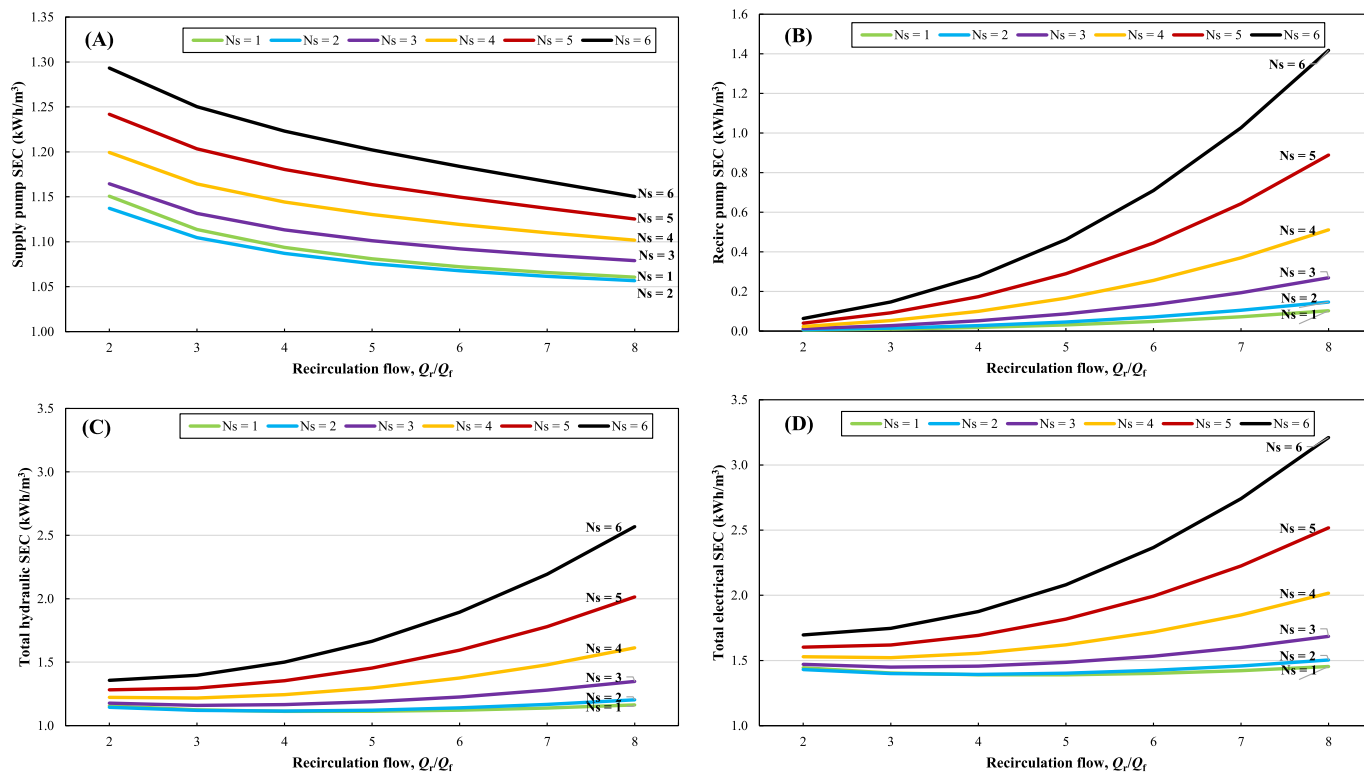 (A)
Ns = 1 Ns = 2 Ns = 3 Ns = 4 Ns = 5 Ns = 6
Supply pump SEC (kWh/m³)
1.35
1.30
1.25
1.20
1.15
1.10
1.05
1.00
Ns = 6
Ns = 5
Ns = 4
Ns = 3
Ns = 1
Ns = 2
2 3 4 5 6 7 8
Recirculation flow, Qr/Qf
(B)
Ns = 1 Ns = 2 Ns = 3 Ns = 4 Ns = 5 Ns = 6
Recirc pump SEC (kWh/m³)
1.6
1.4
1.2
1.0
0.8
0.6
0.4
0.2
0.0
Ns = 6
Ns = 5
Ns = 4
Ns = 3
Ns = 2
Ns = 1
2 3 4 5 6 7 8
Recirculation flow, Qr/Qf
(C)
Ns = 1 Ns = 2 Ns = 3 Ns = 4 Ns = 5 Ns = 6
Total hydraulic SEC (kWh/m³)
3.5
3.0
2.5
2.0
1.5
1.0
Ns = 6
Ns = 5
Ns = 4
Ns = 3
Ns = 2
Ns = 1
2 3 4 5 6 7 8
Recirculation flow, Qr/Qf
(D)
Ns = 1 Ns = 2 Ns = 3 Ns = 4 Ns = 5 Ns = 6
Total electrical SEC (kWh/m³)
3.5
3.0
2.5
2.0
1.5
1.0
Ns = 6
Ns = 5
Ns = 4
Ns = 3
Ns = 2
Ns = 1
2 3 4 5 6 7 8
Recirculation flow, Qr/Qf